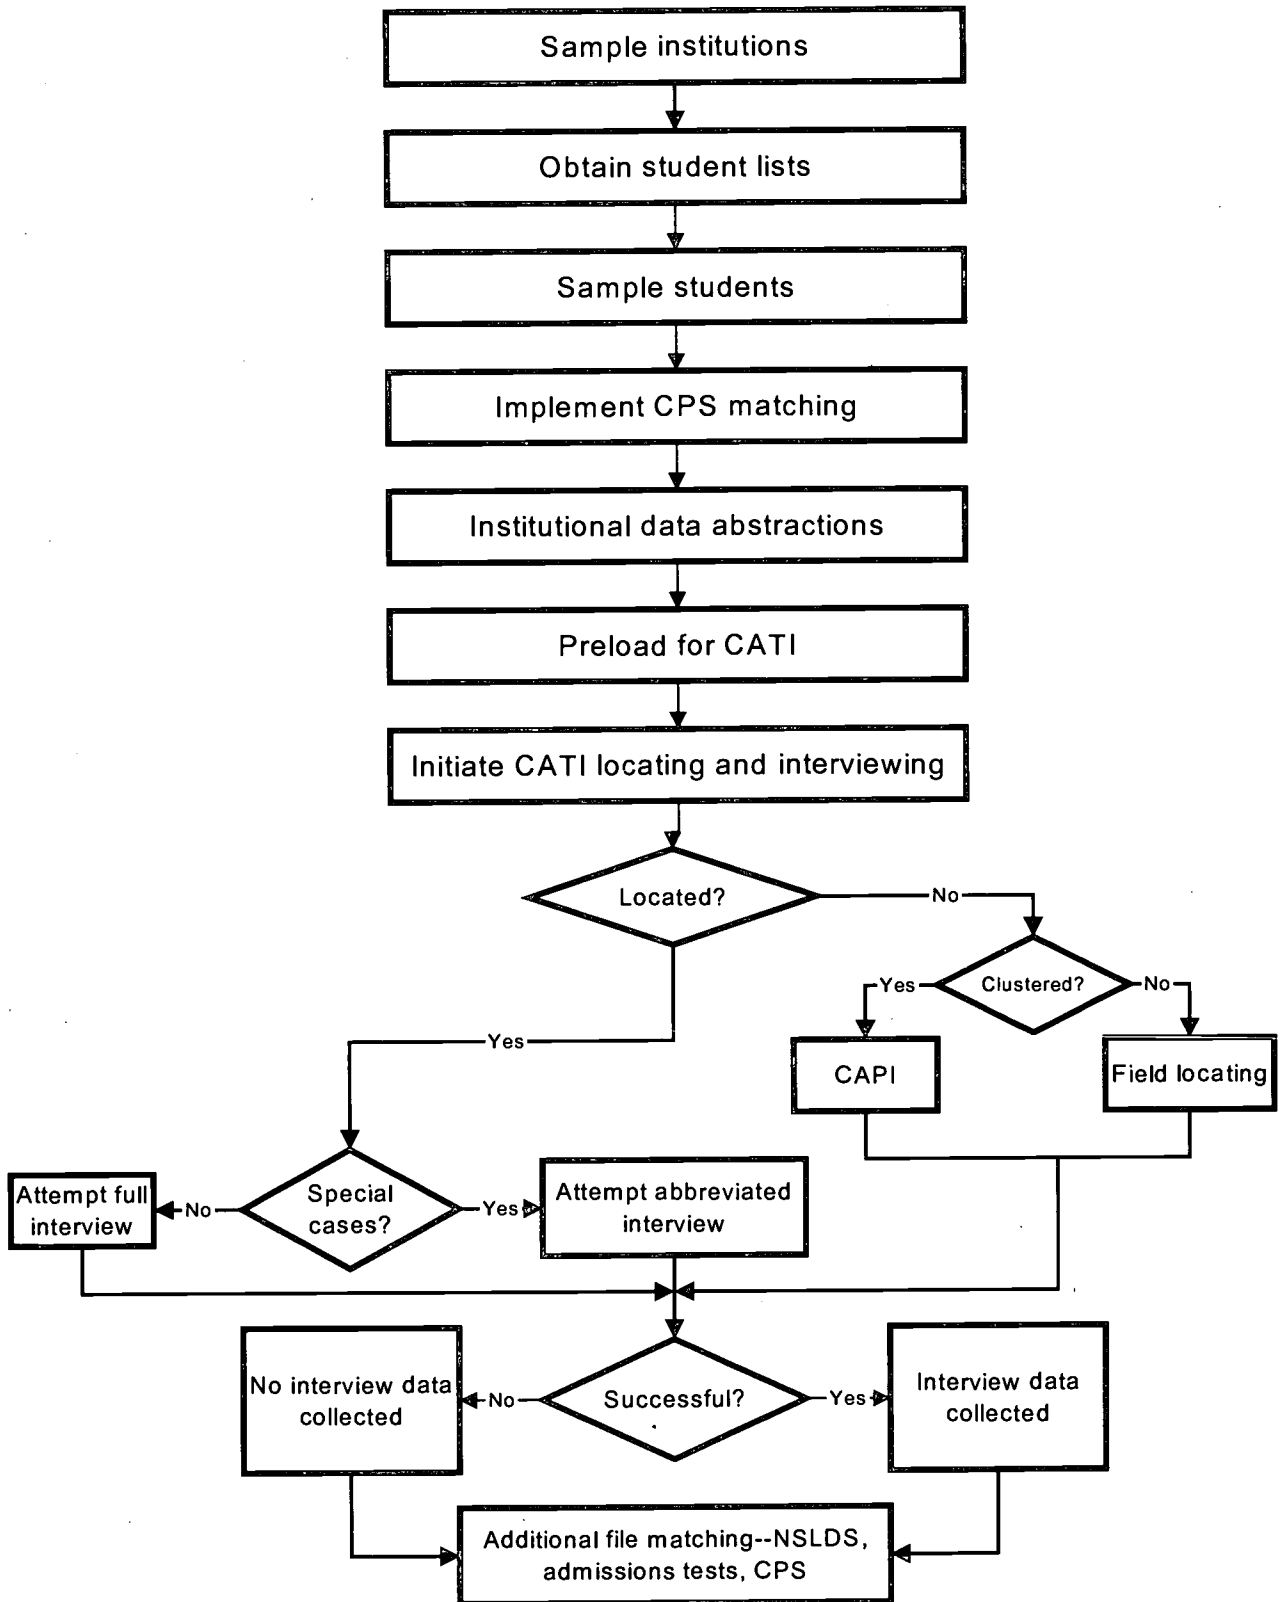 Sample institutions
Obtain student lists
Sample students
Implement CPS matching
Institutional data abstractions
Preload for CATI
Initiate CATI locating and interviewing
Located?
No
Yes
Clustered?
No
Yes
CAPI
Field locating
Attempt full
interview
No
Special
cases?
Yes
Attempt abbreviated
interview
No interview data
collected
No
Successful?
Yes
Interview data
collected
Additional file matching--NSLDS,
admissions tests, CPS